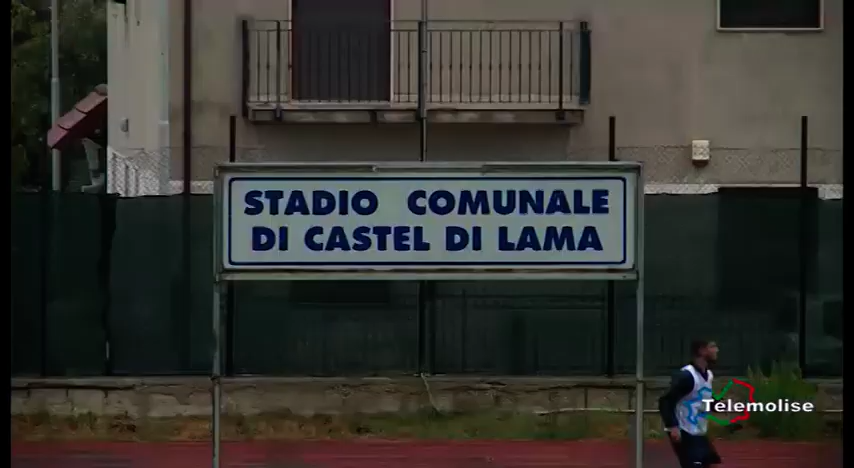 STADIO COMUNALE
DI CASTEL DI LAMA
Telemolise